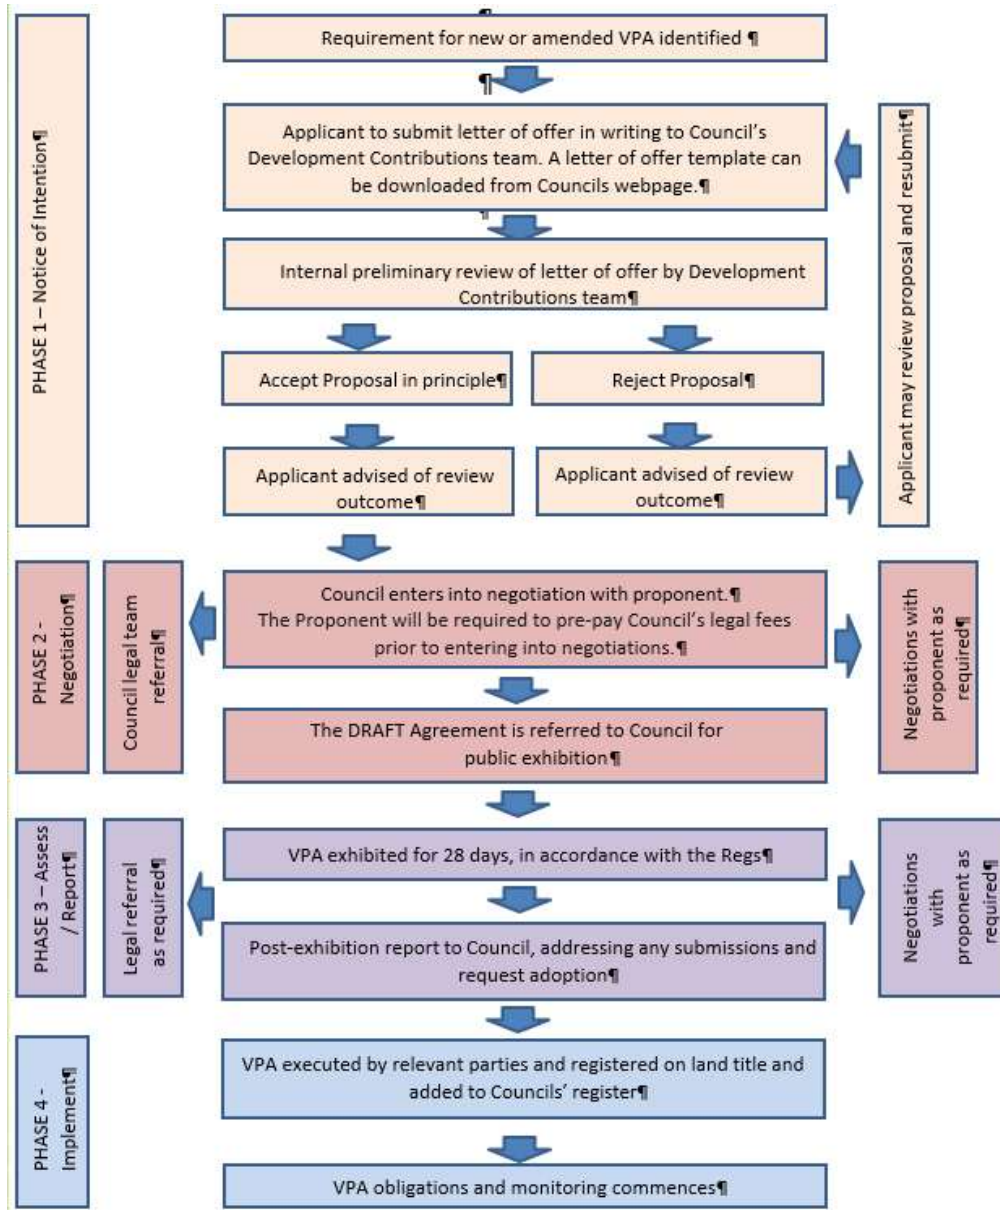 ¶
Requirement for new or amended VPA identified ¶
¶
PHASE 1 – Notice of Intention¶
Applicant to submit letter of offer in writing to Council's
Development Contributions team. A letter of offer template can
be downloaded from Councils webpage.¶
Applicant may review proposal and resubmit¶
¶
Internal preliminary review of letter of offer by Development
Contributions team¶
Accept Proposal in principle¶
Reject Proposal¶
Applicant advised of review
outcome¶
Applicant advised of review
outcome¶
PHASE 2 -
Negotiation¶
Council legal team
referral¶
Council enters into negotiation with proponent.¶
The Proponent will be required to pre-pay Council's legal fees
prior to entering into negotiations.¶
Negotiations with
proponent as
required¶
The DRAFT Agreement is referred to Council for
public exhibition¶
PHASE 3 – Assess
/ Report¶
Legal referral
as required¶
VPA exhibited for 28 days, in accordance with the Regs¶
Negotiations
with
proponent as
required¶
Post-exhibition report to Council, addressing any submissions and
request adoption¶
PHASE 4 -
Implement¶
VPA executed by relevant parties and registered on land title and
added to Councils' register¶
VPA obligations and monitoring commences¶